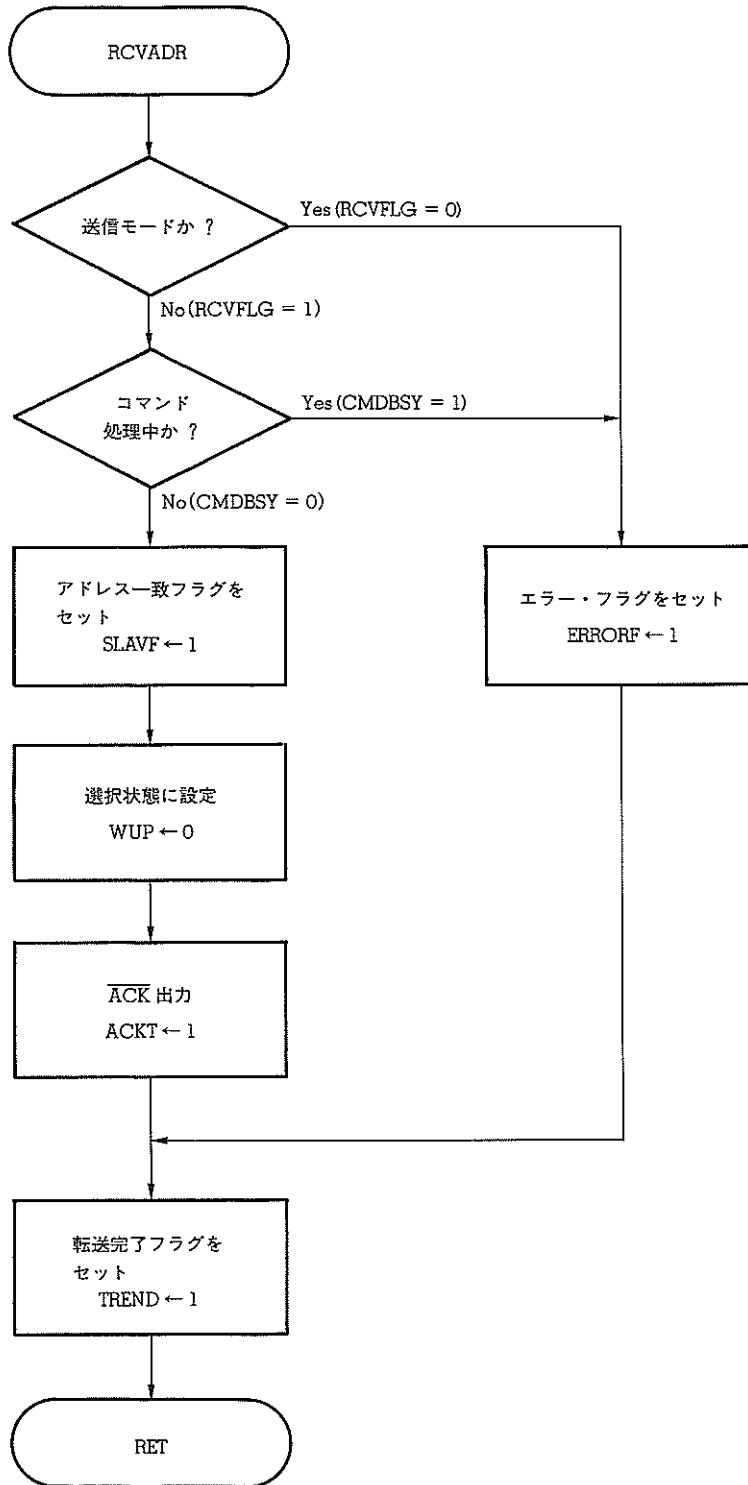 RCVADR
送信モードか ?
Yes (RCVFLG = 0)
No (RCVFLG = 1)
コマンド
処理中か ?
Yes (CMDBSY = 1)
No (CMDBSY = 0)
アドレス一致フラグを
セット
SLAVF ← 1
エラー・フラグをセット
ERRORF ← 1
選択状態に設定
WUP ← 0
A̅C̅K̅ 出力
ACKT ← 1
転送完了フラグを
セット
TREND ← 1
RET